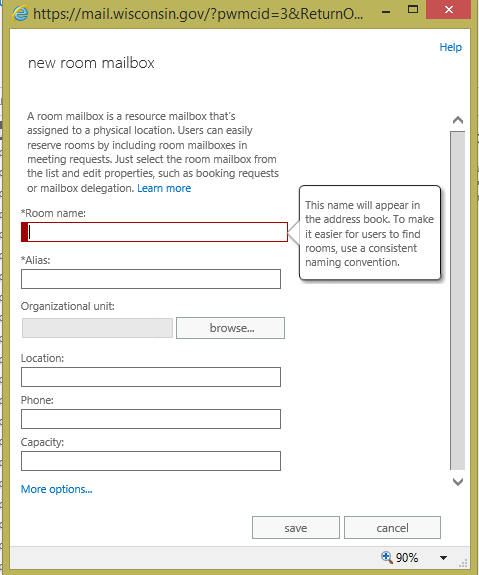 https://mail.wisconsin.gov/?pwmcid=3&ReturnO...
Help
new room mailbox
A room mailbox is a resource mailbox that's
assigned to a physical location. Users can easily
reserve rooms by including room mailboxes in
meeting requests. Just select the room mailbox from
the list and edit properties, such as booking requests
or mailbox delegation. Learn more
*Room name:
This name will appear in
the address book. To make
it easier for users to find
rooms, use a consistent
naming convention.
*Alias:
Organizational unit:
browse...
Location:
Phone:
Capacity:
More options...
save cancel
90%